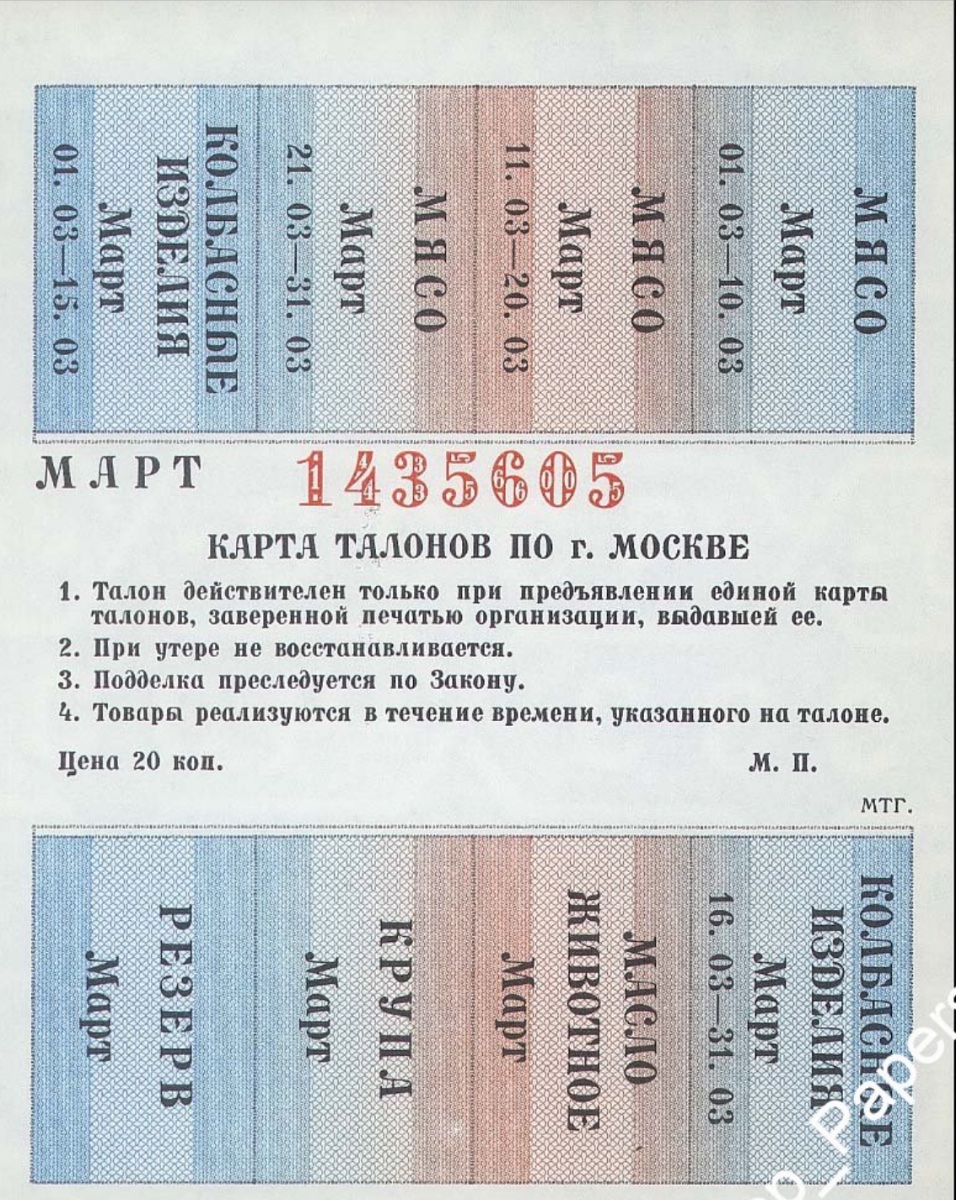 МЯСО
Март
01. 03—10. 03
МЯСО
Март
11. 03—20. 03
МЯСО
Март
21. 03—31. 03
КОЛБАСНЫЕ
ИЗДЕЛИЯ
Март
01. 03—15. 03
МАРТ 1435605
КАРТА ТАЛОНОВ ПО г. МОСКВЕ
1. Талон действителен только при предъявлении единой карты
талонов, заверенной печатью организации, выдавшей ее.
2. При утере не восстанавливается.
3. Подделка преследуется по Закону.
4. Товары реализуются в течение времени, указанного на талоне.
Цена 20 коп. М. П.
МТГ.
КОЛБАСНЫЕ
ИЗДЕЛИЯ
Март
16. 03—31. 03
МАСЛО
ЖИВОТНОЕ
Март
КРУПА
Март
РЕЗЕРВ
Март